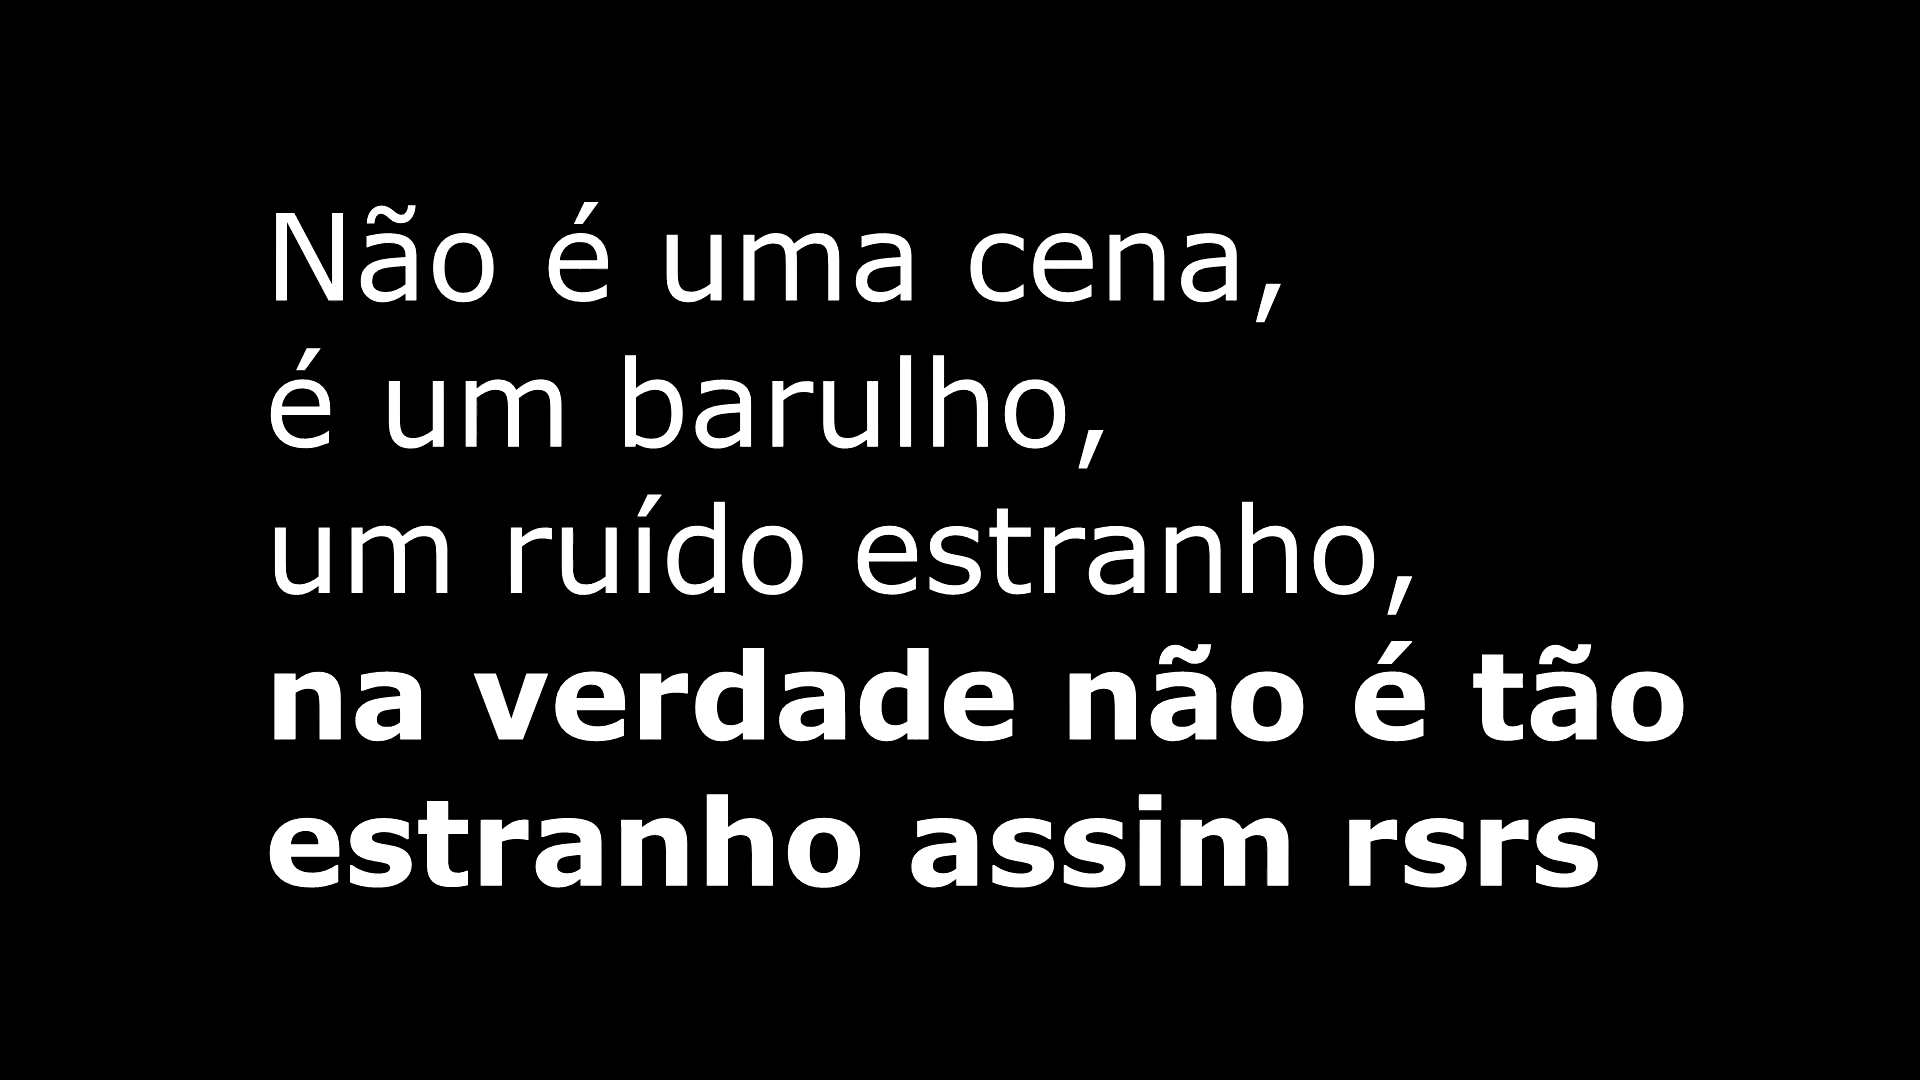 Não é uma cena,
é um barulho,
um ruído estranho,
na verdade não é tão
estranho assim rsrs